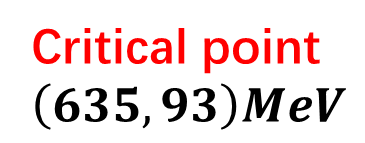 Critical point
(635, 93)MeV